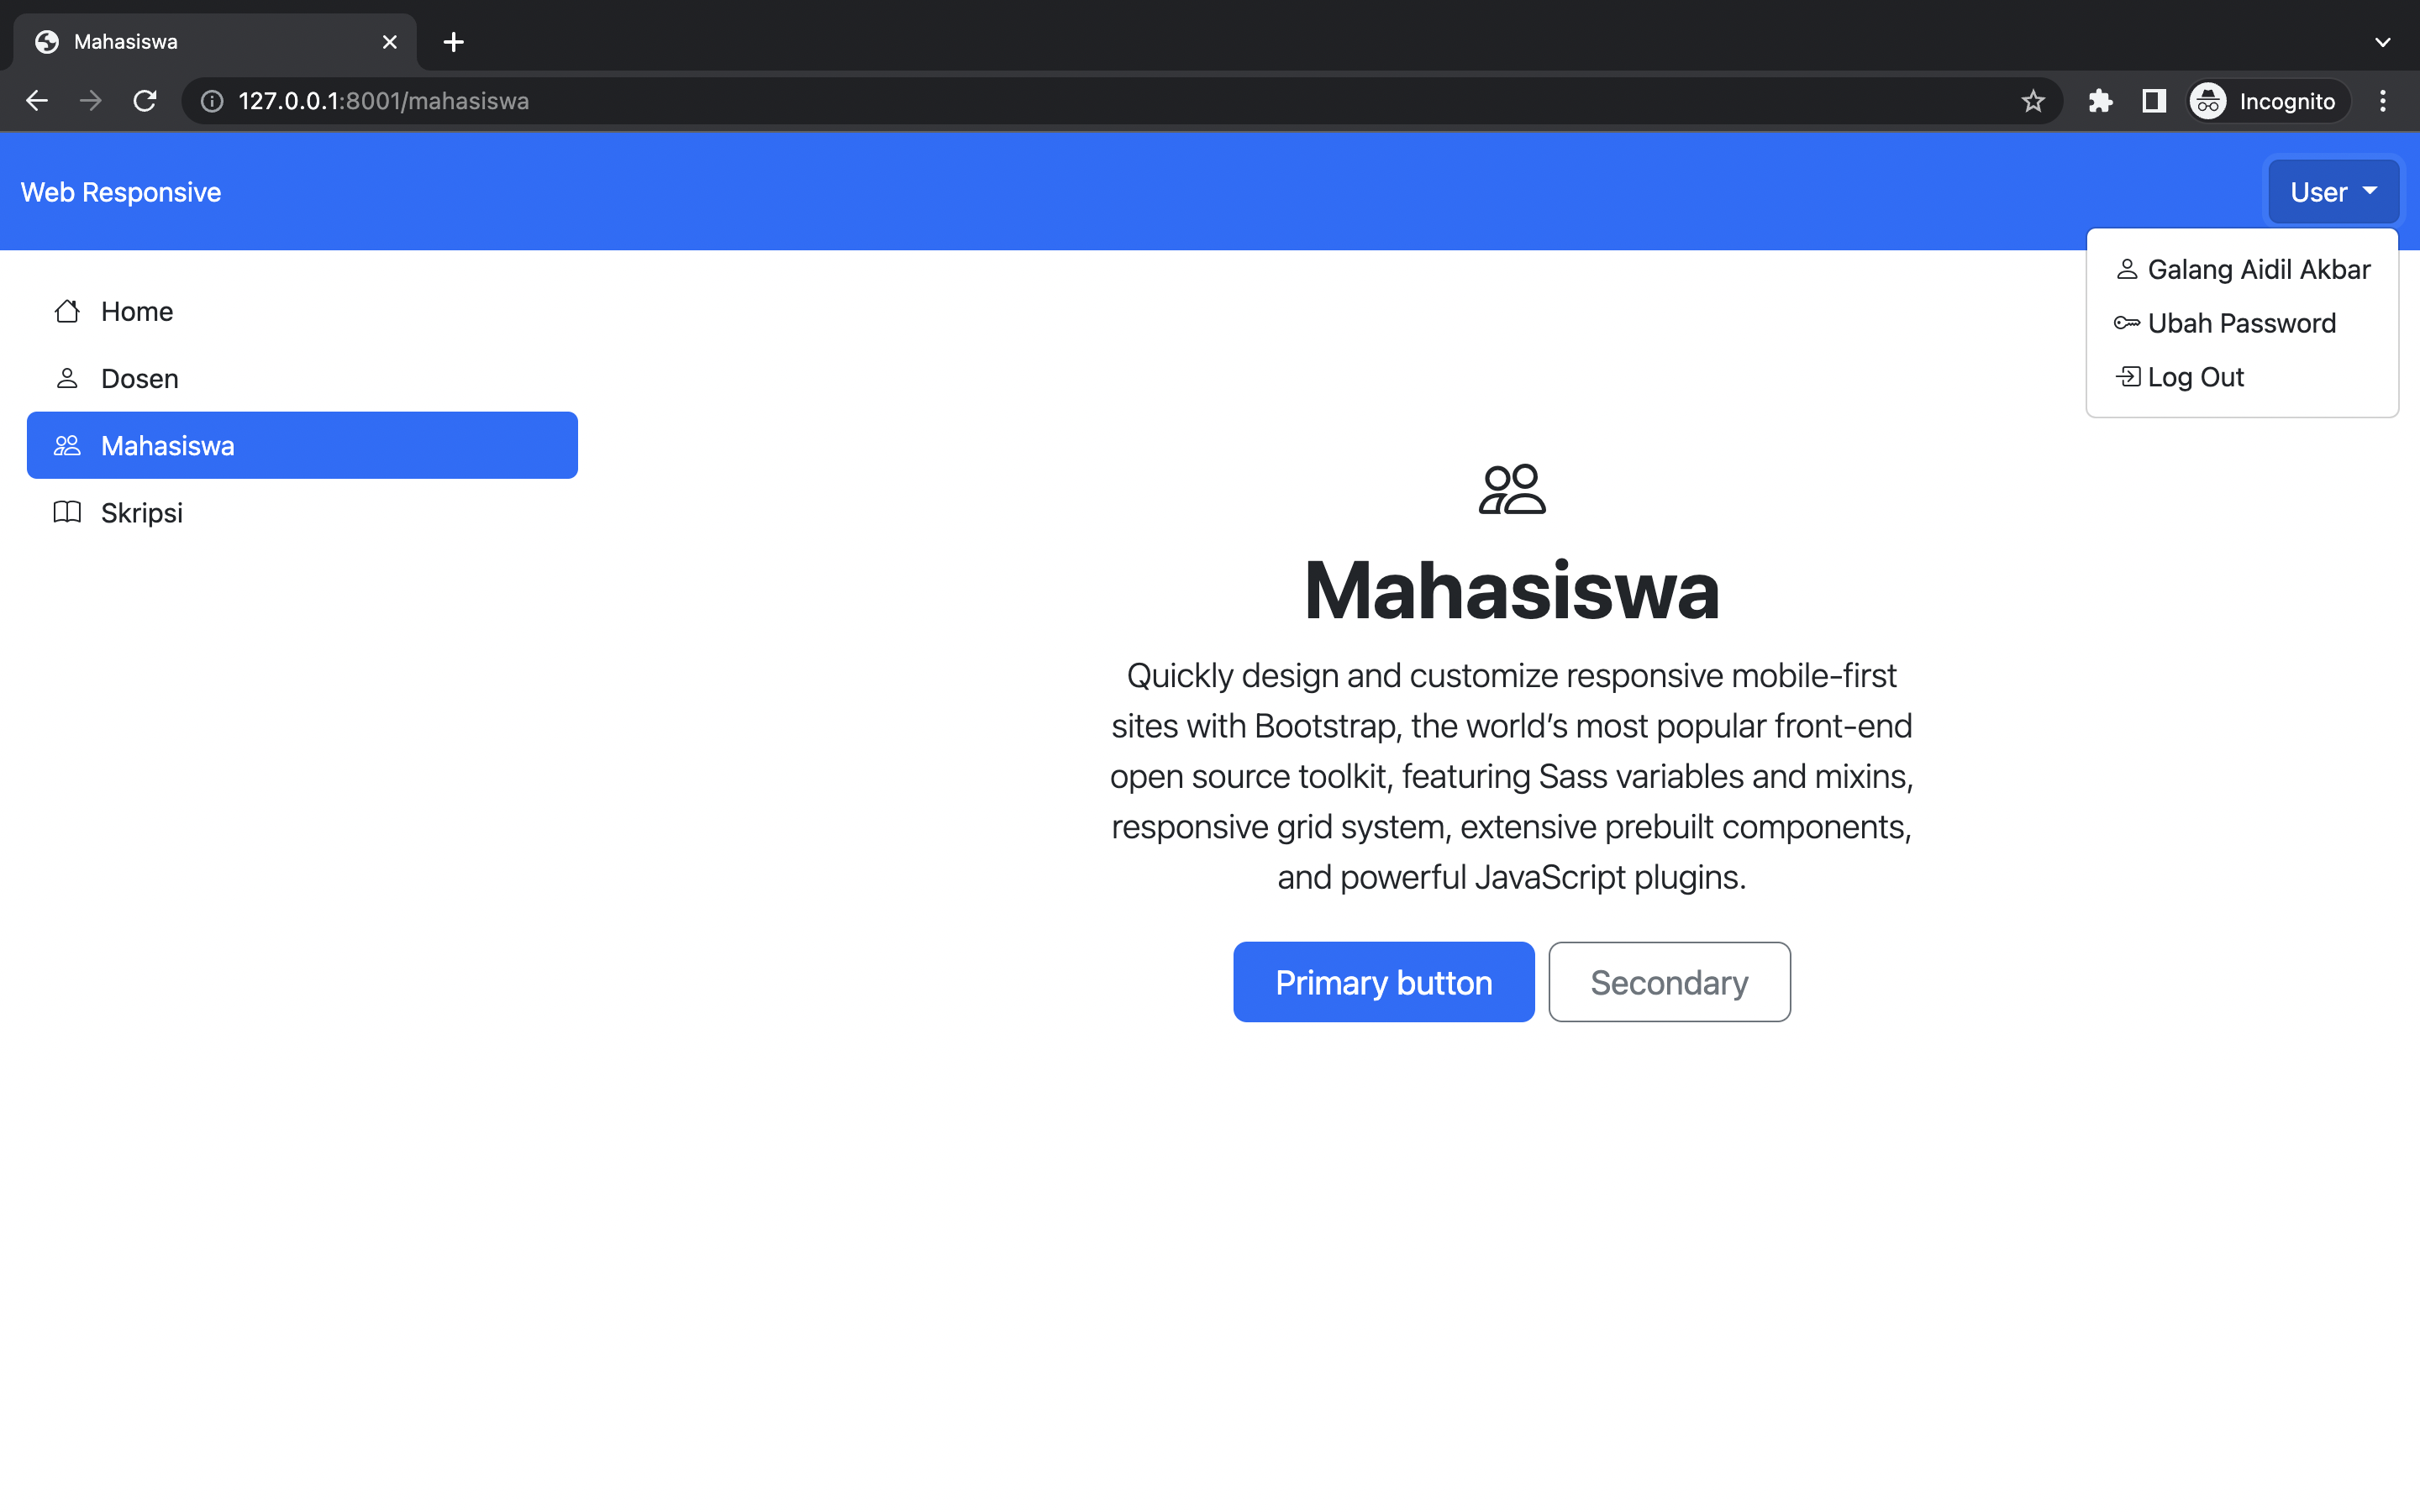 Mahasiswa
127.0.0.1:8001/mahasiswa
Incognito
Web Responsive
User
Galang Aidil Akbar
Ubah Password
Log Out
Home
Dosen
Mahasiswa
Skripsi
Mahasiswa
Quickly design and customize responsive mobile-first
sites with Bootstrap, the world’s most popular front-end
open source toolkit, featuring Sass variables and mixins,
responsive grid system, extensive prebuilt components,
and powerful JavaScript plugins.
Primary button
Secondary